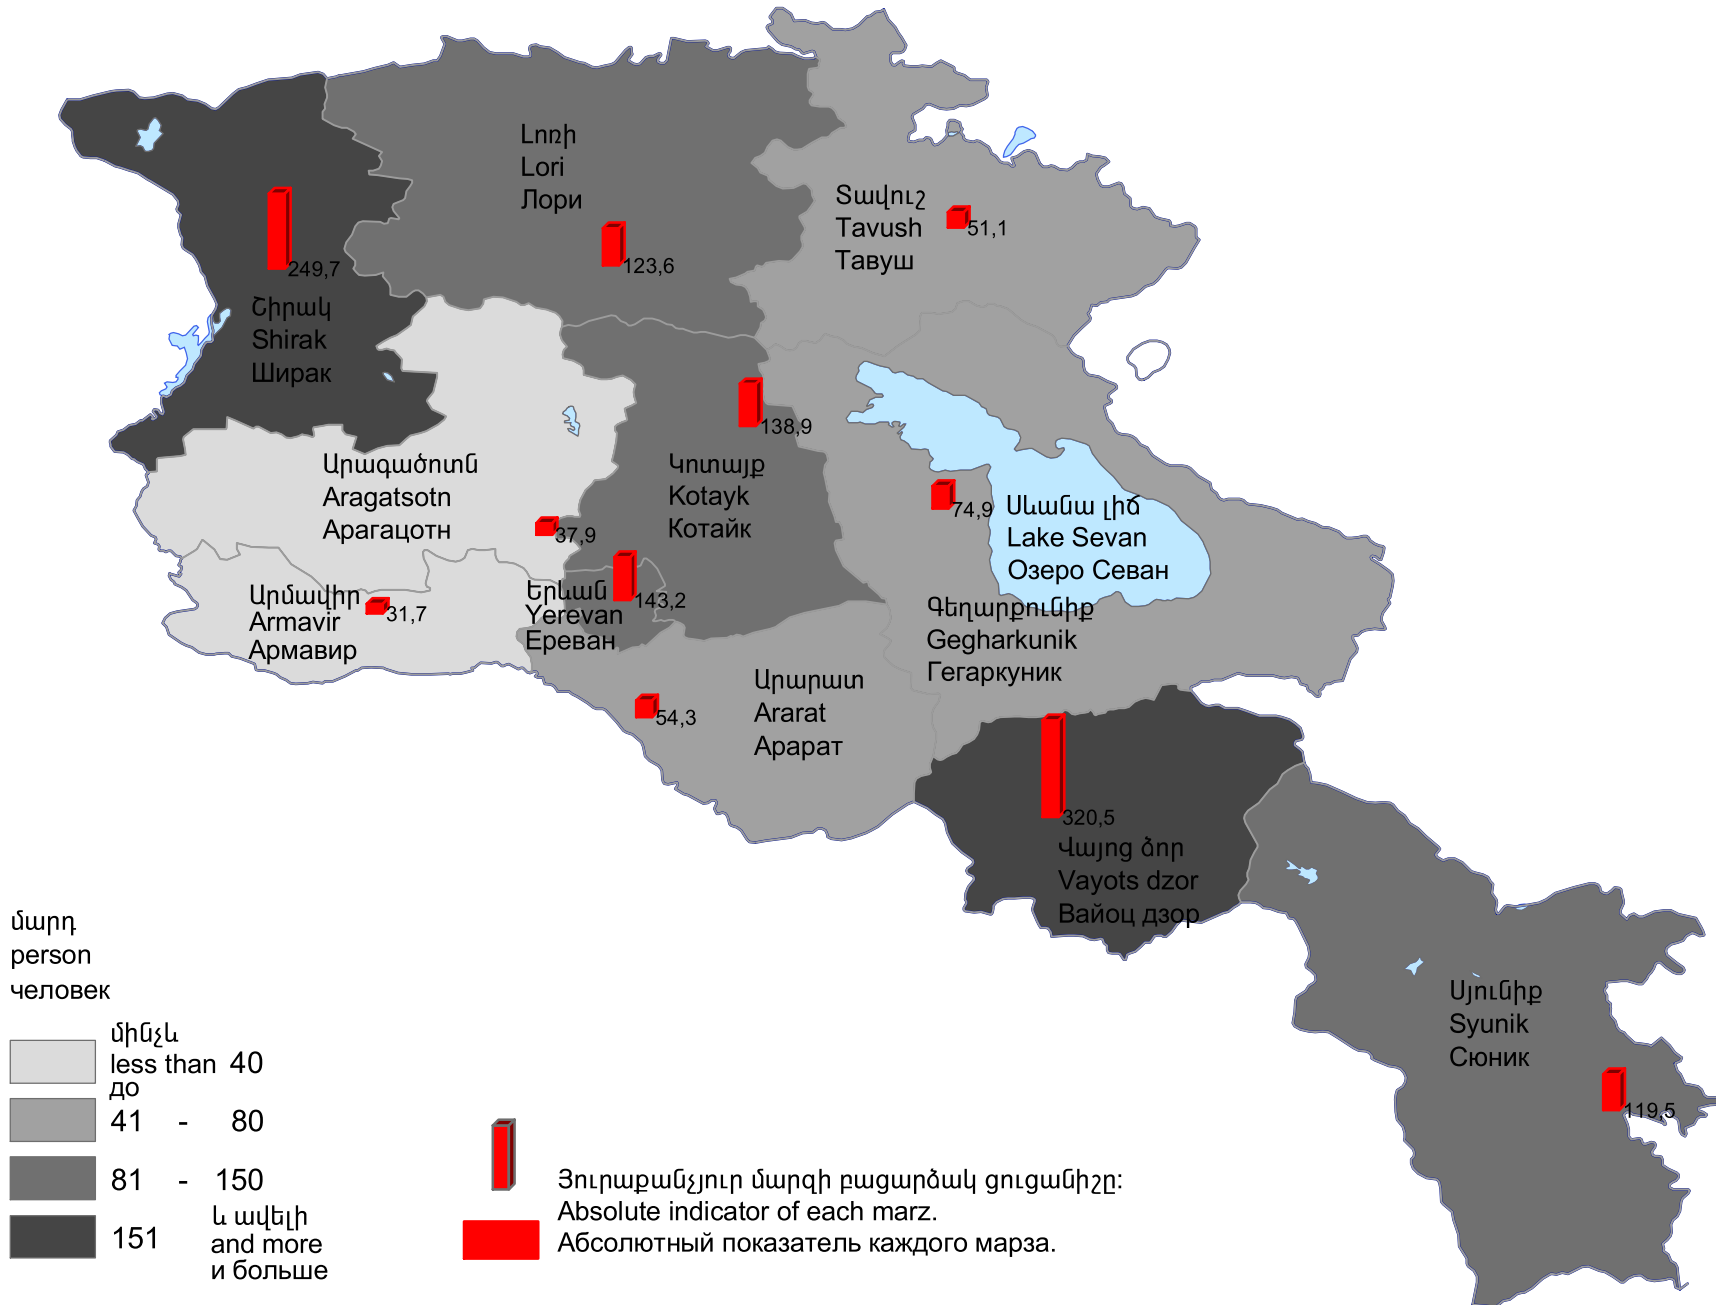 Լոռի
Lori
Лори
123,6
Տավուշ
Tavush
Тавуш
51,1
249,7
Շիրակ
Shirak
Ширак
138,9
Արագածոտն
Aragatsotn
Арагацотн
37,9
Կոտայք
Kotayk
Котайк
74,9
Սևանա լիճ
Lake Sevan
Озеро Севан
Արմավիր
Armavir
Армавир
31,7
Երևան
Yerevan
Ереван
143,2
Գեղարքունիք
Gegharkunik
Гегаркуник
Արարատ
Ararat
Арарат
54,3
320,5
Վայոց ձոր
Vayots dzor
Вайоц дзор
Սյունիք
Syunik
Сюник
119,5
մարդ
person
человек
մինչև
less than 40
до
41 - 80
81 - 150
151
և ավելի
and more
и больше
Յուրաքանչյուր մարզի բացարձակ ցուցանիշը:
Absolute indicator of each marz.
Абсолютный показатель каждого марза.